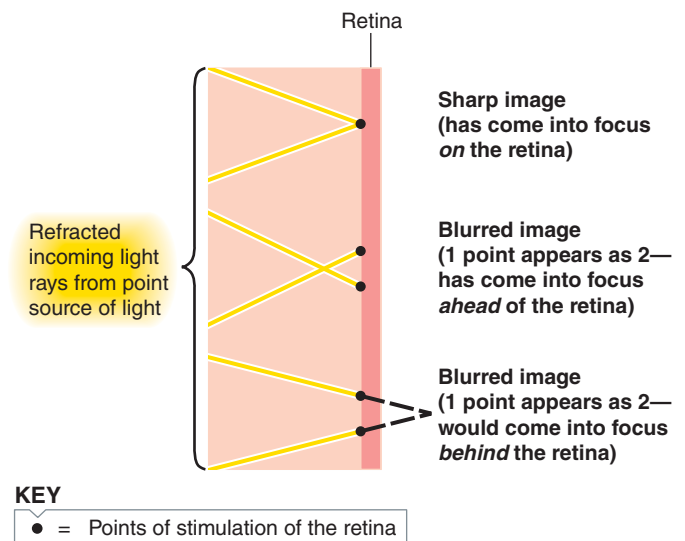 Retina
Sharp image
(has come into focus
on the retina)
Refracted
incoming light
rays from point
source of light
Blurred image
(1 point appears as 2—
has come into focus
ahead of the retina)
Blurred image
(1 point appears as 2—
would come into focus
behind the retina)
KEY
● = Points of stimulation of the retina